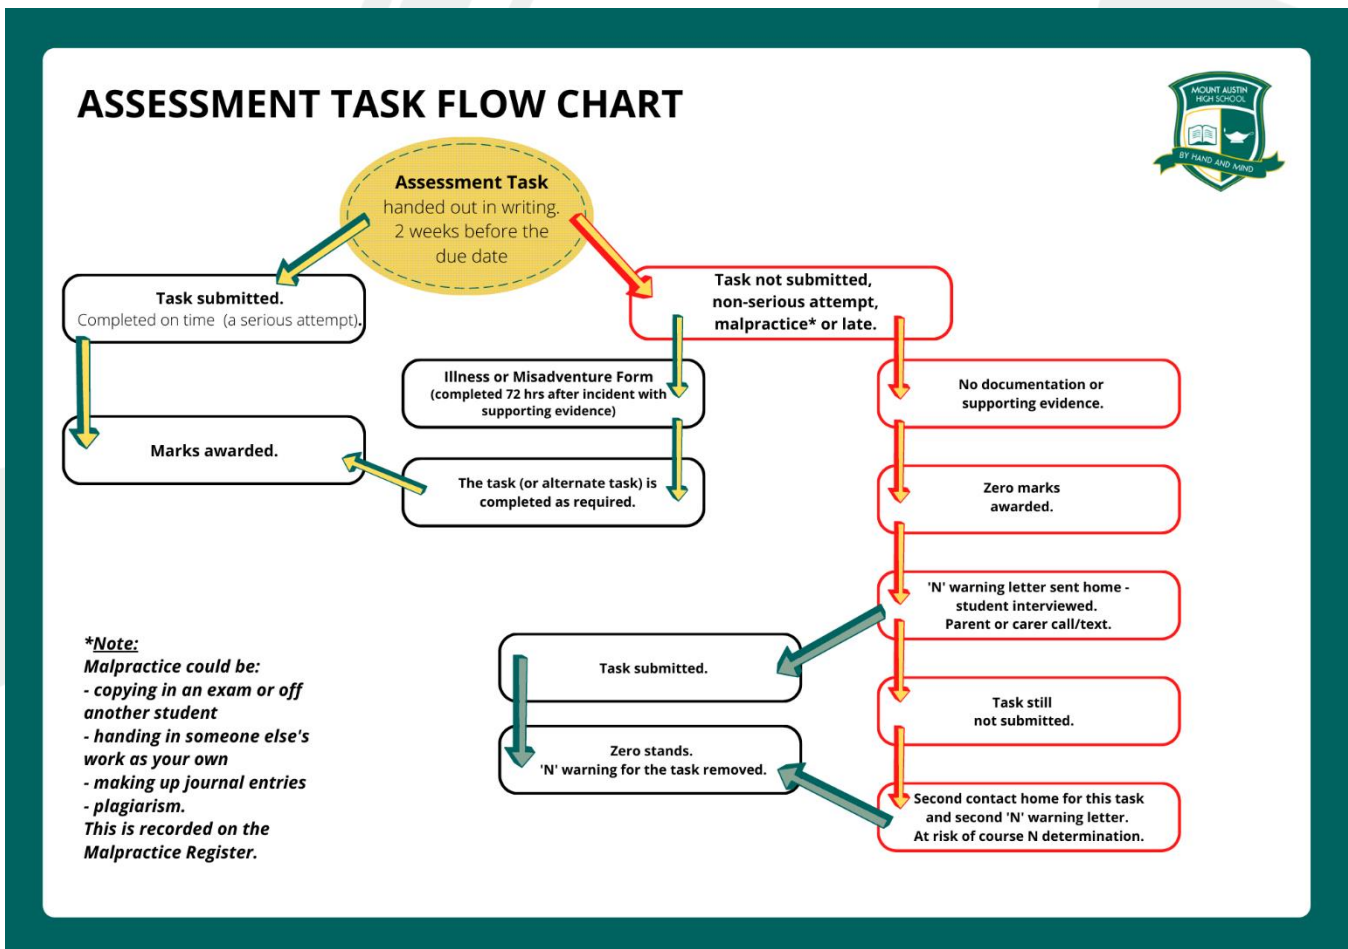 ASSESSMENT TASK FLOW CHART
MOUNT AUSTIN
HIGH SCHOOL
BY HAND AND MIND
Assessment Task
handed out in writing.
2 weeks before the
due date
Task submitted.
Completed on time (a serious attempt).
Marks awarded.
Task not submitted,
non-serious attempt,
malpractice* or late.
Illness or Misadventure Form
(completed 72 hrs after incident with
supporting evidence)
The task (or alternate task) is
completed as required.
No documentation or
supporting evidence.
Zero marks
awarded.
'N' warning letter sent home -
student interviewed.
Parent or carer call/text.
Task submitted.
Task still
not submitted.
Zero stands.
'N' warning for the task removed.
Second contact home for this task
and second 'N' warning letter.
At risk of course N determination.
*Note:
Malpractice could be:
- copying in an exam or off
another student
- handing in someone else's
work as your own
- making up journal entries
- plagiarism.
This is recorded on the
Malpractice Register.